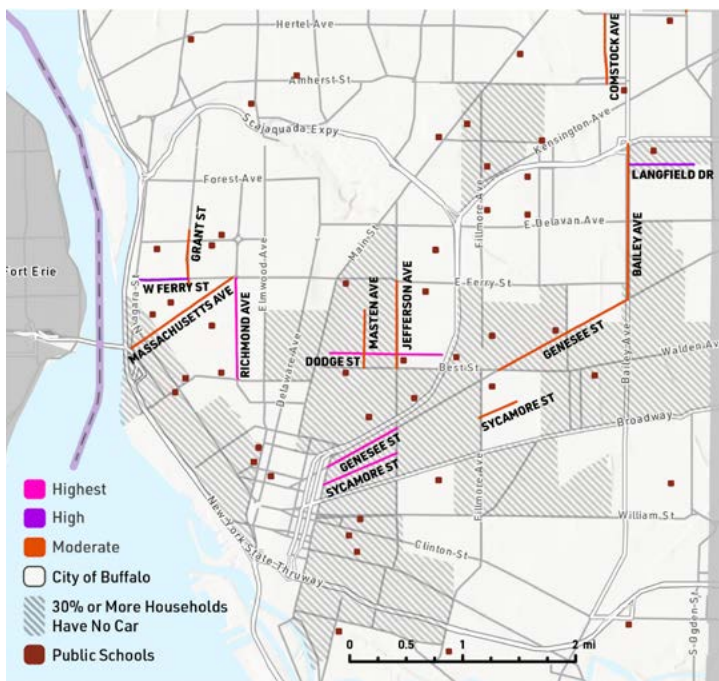 Hertel Ave
COMSTOCK AVE
Amherst St
Scajaquada Expy
Kensington Ave
Forest Ave
LANGFIELD DR
Main St
Fillmore Ave
E Delavan Ave
GRANT ST
Elmwood Ave
BAILEY AVE
Fort Erie
Niagara St
W FERRY ST
E Ferry St
MASSACHUSETTS AVE
RICHMOND AVE
MASTEN AVE
JEFFERSON AVE
Delaware Ave
GENESEE ST
DODGE ST
Best St
Walden Av
Bailey Ave
SYCAMORE ST
Broadway
GENESEE ST
SYCAMORE ST
Fillmore Ave
William St
New York State Thruway
Clinton St
S Ogden St
Highest
High
Moderate
City of Buffalo
30% or More Households
Have No Car
Public Schools
0 0.5 1 2 mi